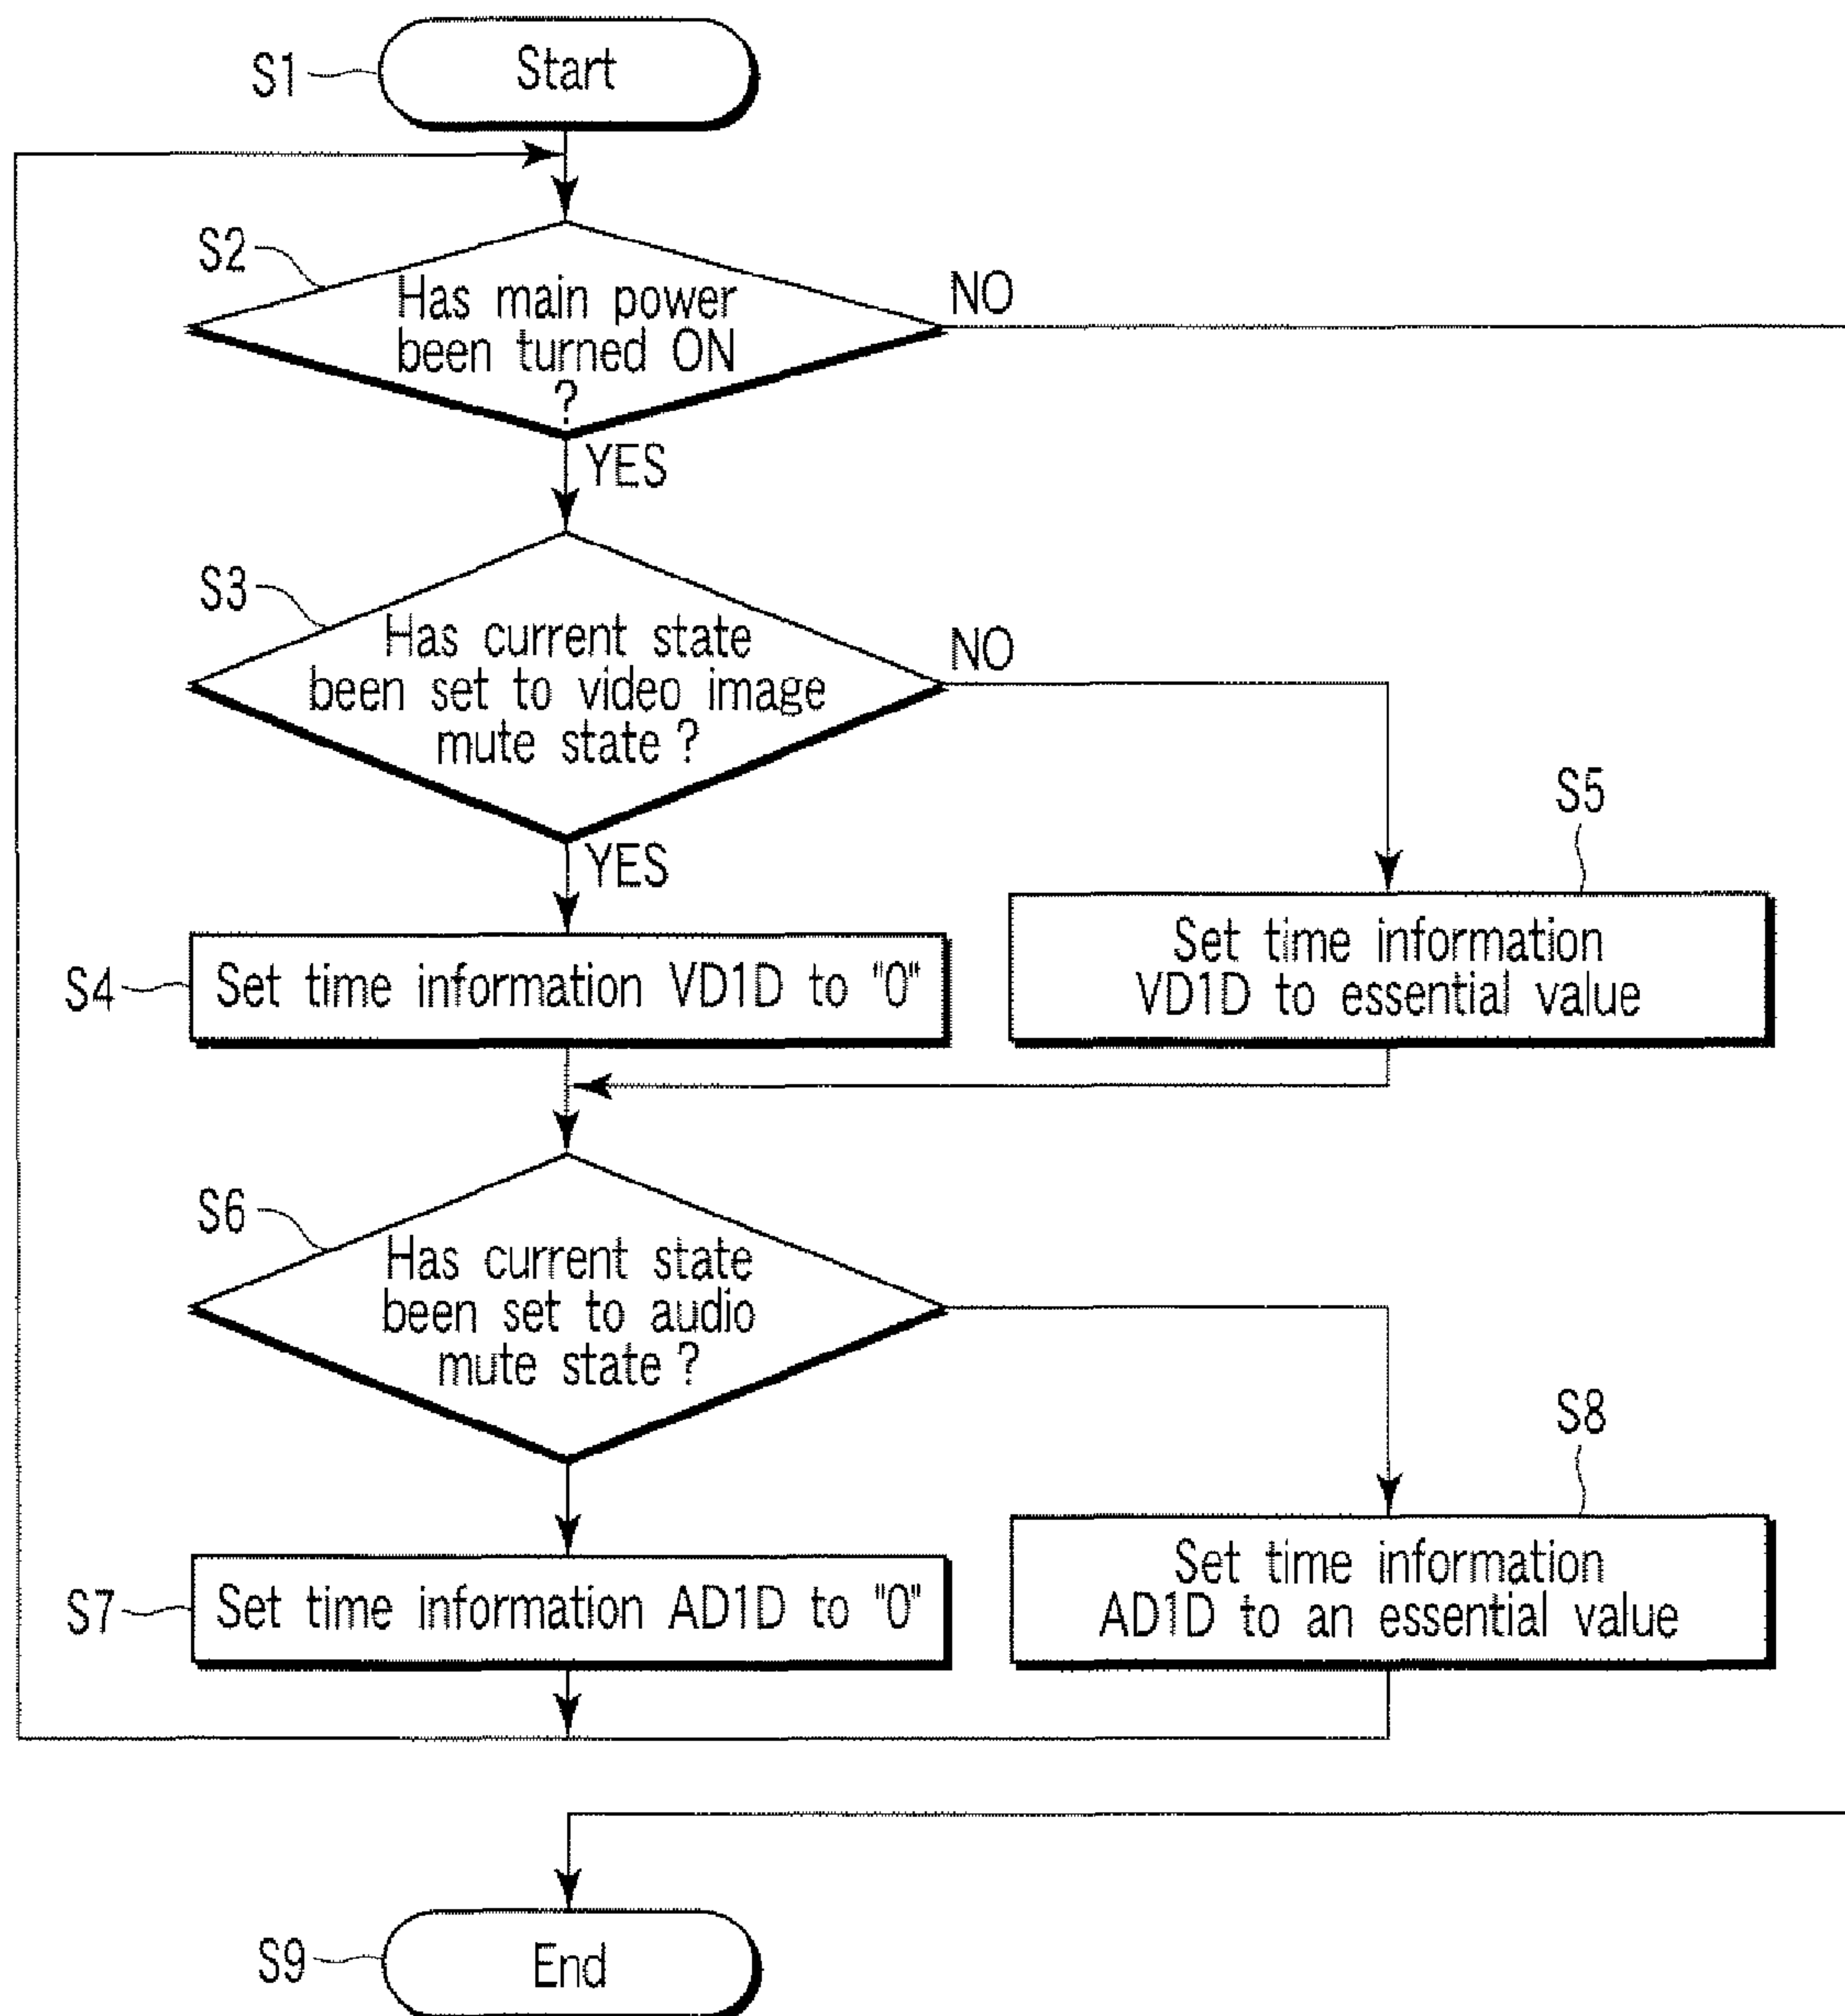 S1
Start
S2
Has main power
been turned ON
?
NO
YES
S3
Has current state
been set to video image
mute state ?
NO
YES
S4
Set time information VD1D to "0"
S5
Set time information
VD1D to essential value
S6
Has current state
been set to audio
mute state ?
S7
Set time information AD1D to "0"
S8
Set time information
AD1D to an essential value
S9
End